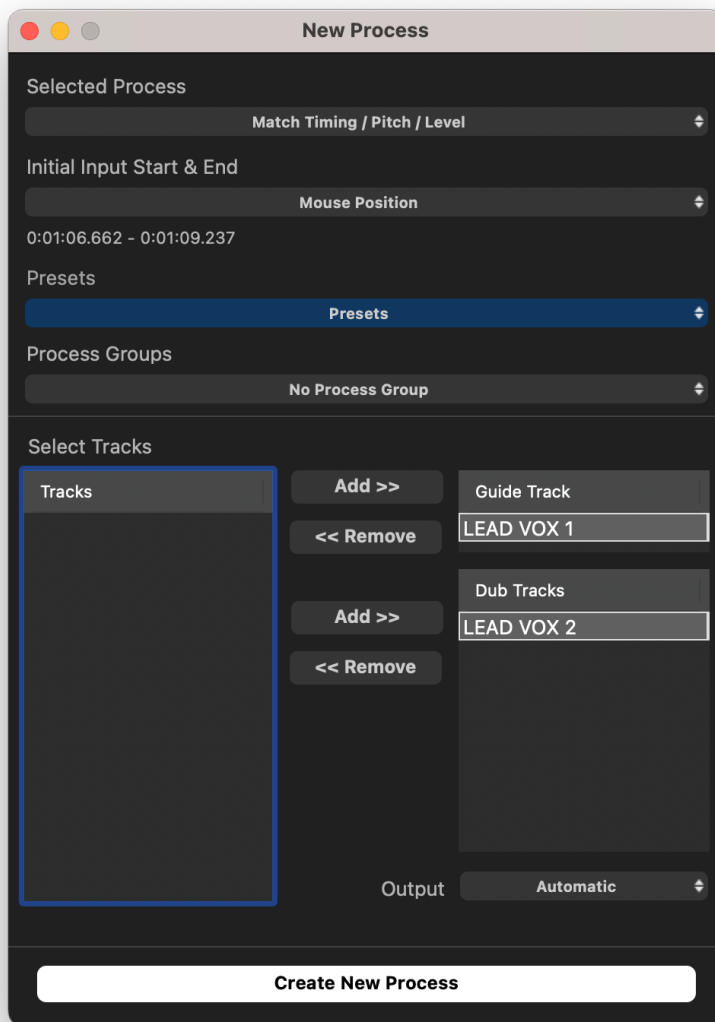 New Process
Selected Process
Match Timing / Pitch / Level
Initial Input Start & End
Mouse Position
0:01:06.662 - 0:01:09.237
Presets
Presets
Process Groups
No Process Group
Select Tracks
Tracks
Add >>
<< Remove
Guide Track
LEAD VOX 1
Add >>
<< Remove
Dub Tracks
LEAD VOX 2
Output
Automatic
Create New Process